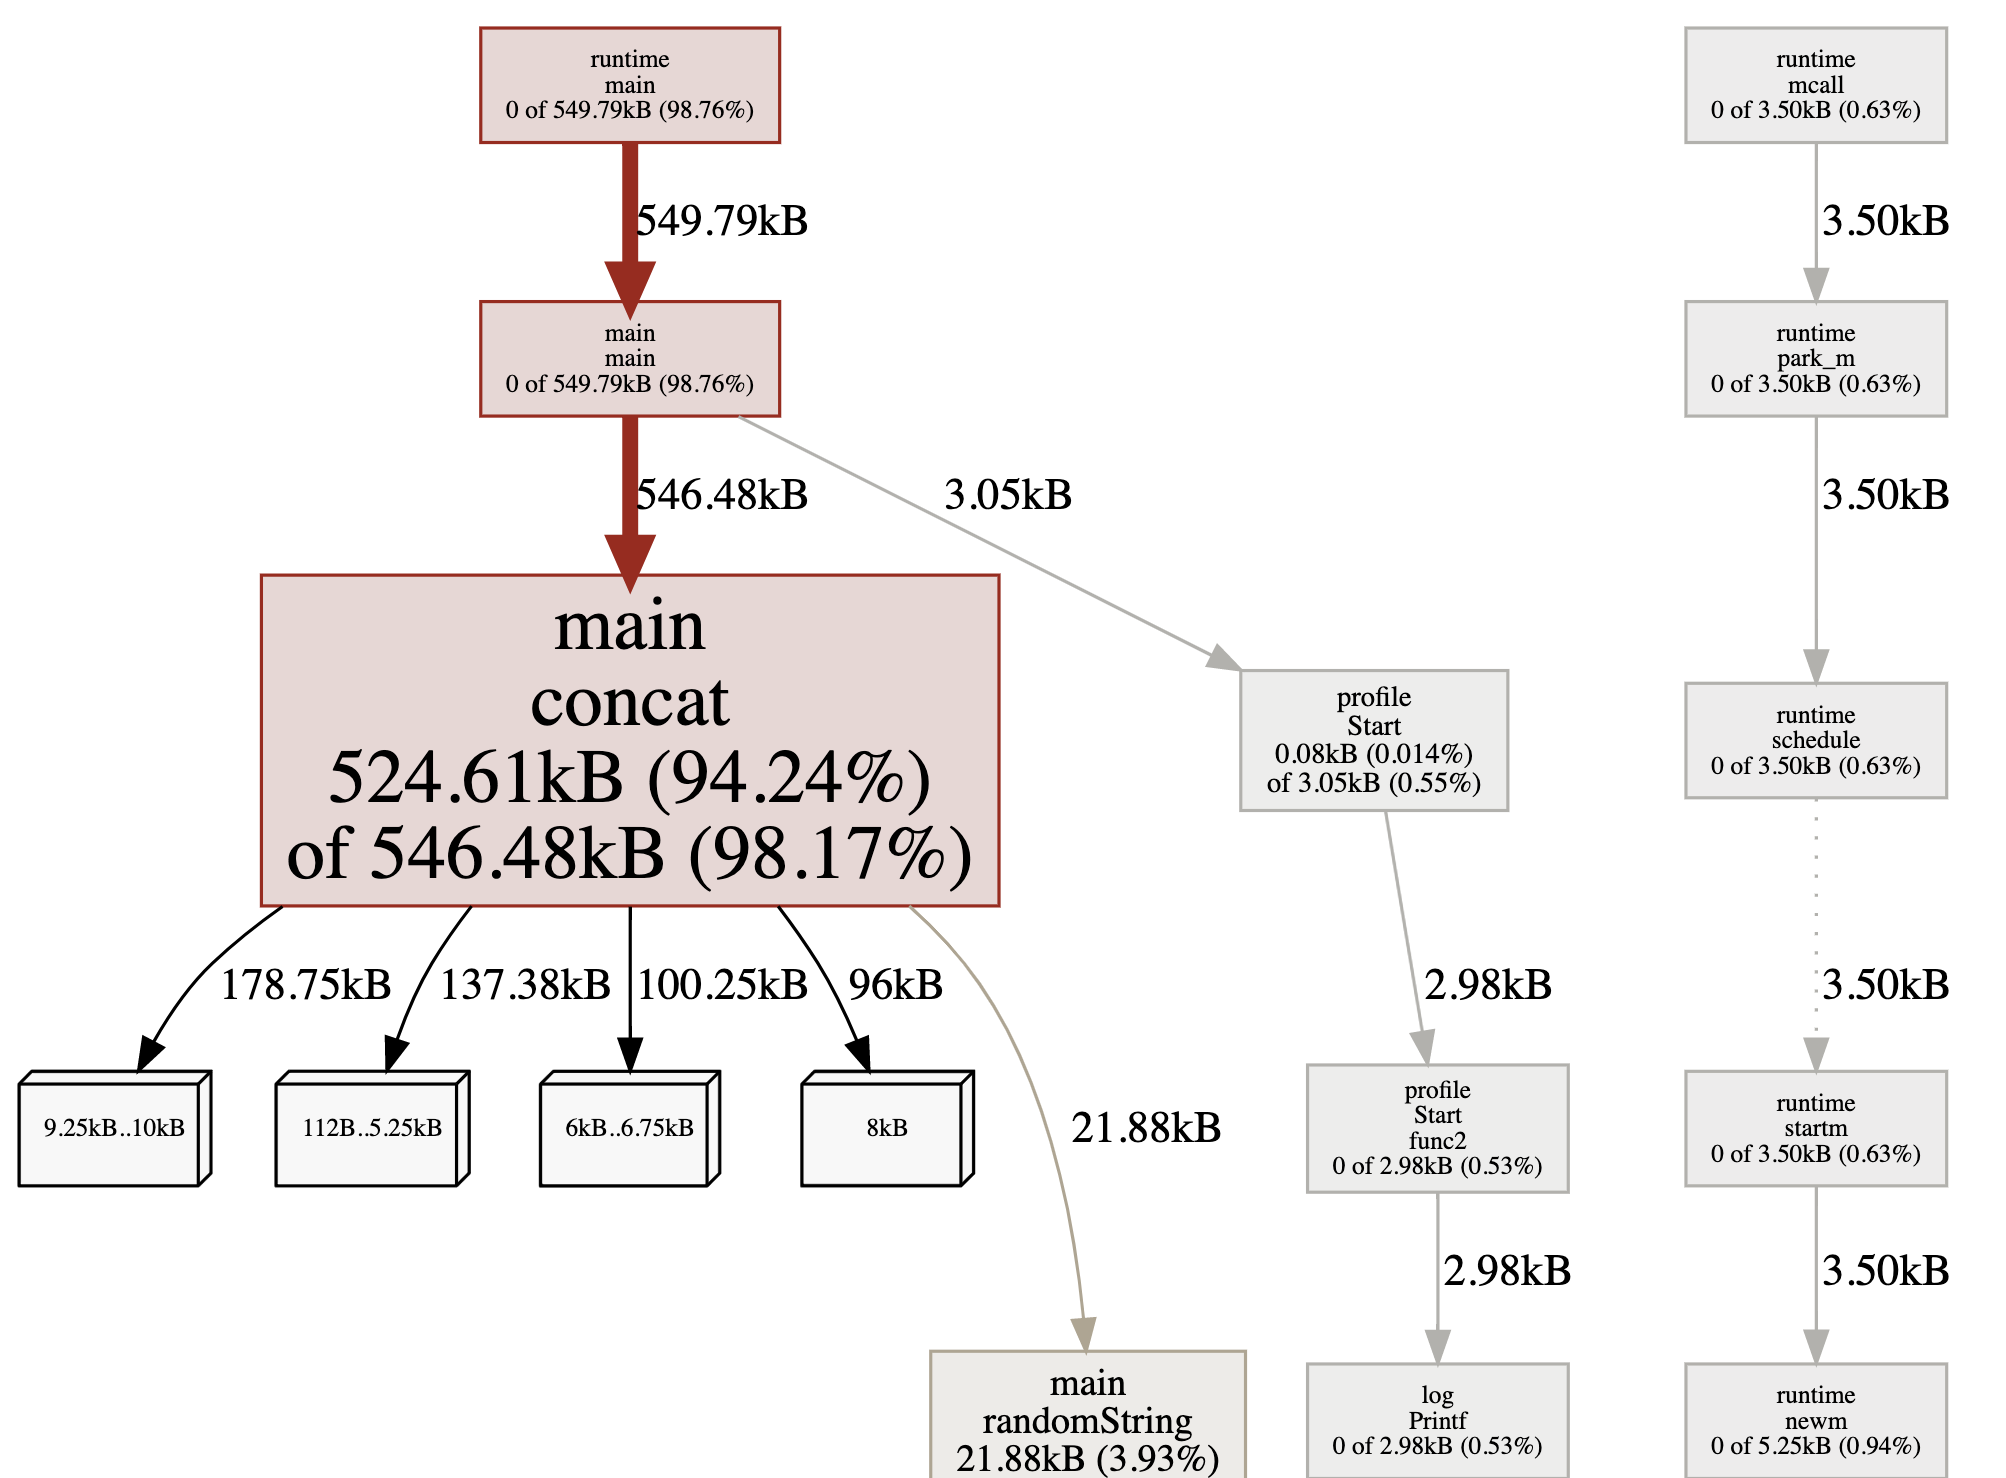 runtime
main
0 of 549.79kB (98.76%)
runtime
mcall
0 of 3.50kB (0.63%)
549.79kB
3.50kB
main
main
0 of 549.79kB (98.76%)
runtime
park_m
0 of 3.50kB (0.63%)
546.48kB
3.05kB
3.50kB
main
concat
524.61kB (94.24%)
of 546.48kB (98.17%)
profile
Start
0.08kB (0.014%)
of 3.05kB (0.55%)
runtime
schedule
0 of 3.50kB (0.63%)
178.75kB
137.38kB
100.25kB
96kB
2.98kB
3.50kB
9.25kB..10kB
112B..5.25kB
6kB..6.75kB
8kB
21.88kB
profile
Start
func2
0 of 2.98kB (0.53%)
runtime
startm
0 of 3.50kB (0.63%)
2.98kB
3.50kB
main
randomString
21.88kB (3.93%)
log
Printf
0 of 2.98kB (0.53%)
runtime
newm
0 of 5.25kB (0.94%)